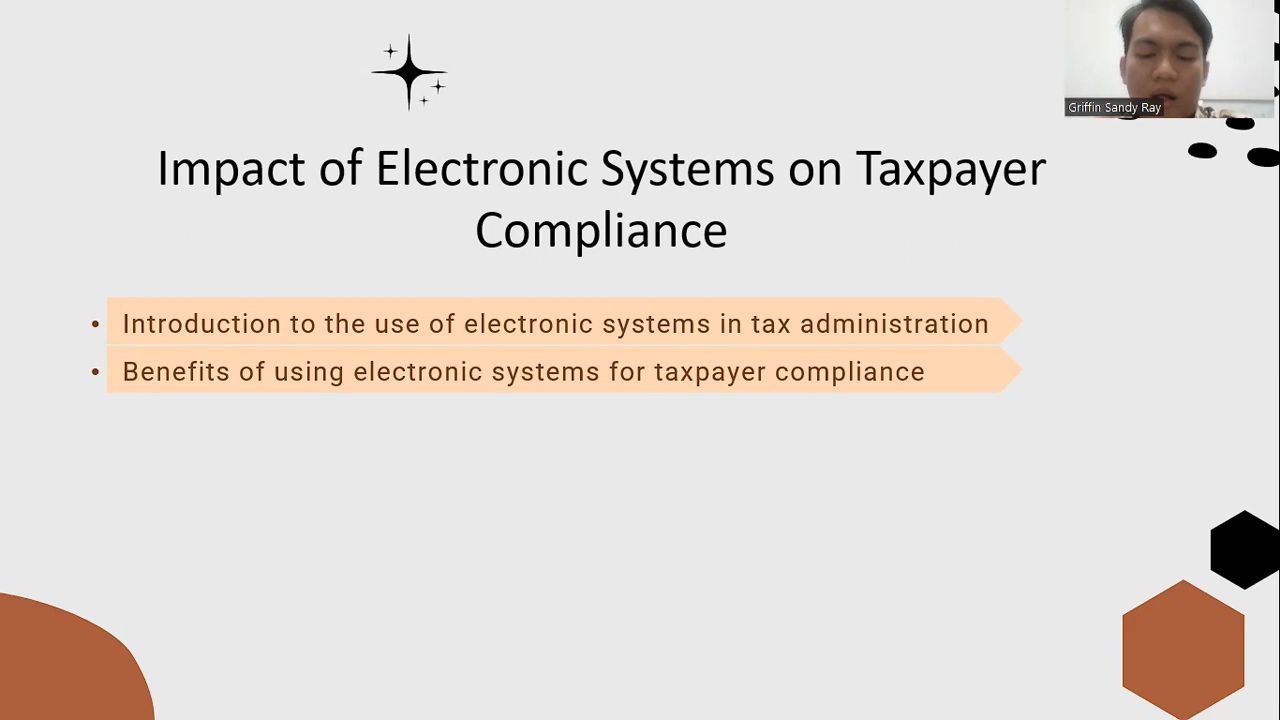 Griffin Sandy Ray
Impact of Electronic Systems on Taxpayer
Compliance
• Introduction to the use of electronic systems in tax administration
• Benefits of using electronic systems for taxpayer compliance